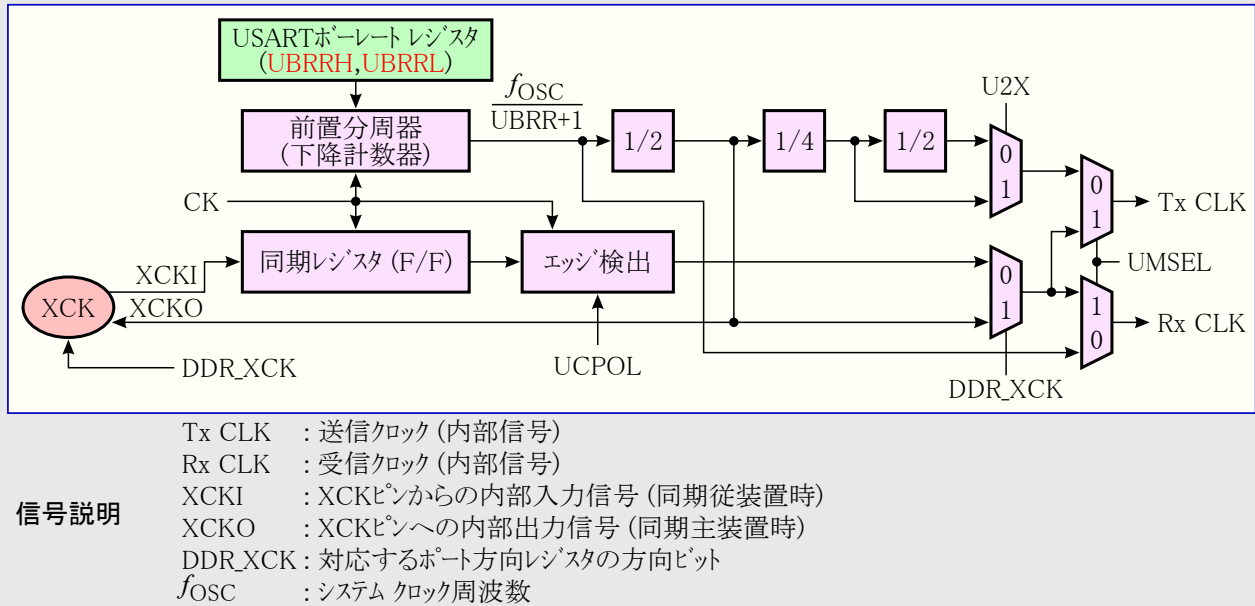 USARTボーレート レジスタ
(UBRRH,UBRRL)
fOSC
UBRR+1
U2X
前置分周器
(下降計数器)
1/2
1/4
1/2
0
1
0
1
Tx CLK
CK
同期レジスタ (F/F)
エッジ検出
0
1
UMSEL
XCKI
XCK
XCKO
1
0
Rx CLK
DDR_XCK
UCPOL
DDR_XCK
信号説明
Tx CLK : 送信クロック (内部信号)
Rx CLK : 受信クロック (内部信号)
XCKI : XCKピンからの内部入力信号 (同期従装置時)
XCKO : XCKピンへの内部出力信号 (同期主装置時)
DDR_XCK : 対応するポート方向レジスタの方向ビット
fOSC : システム クロック周波数